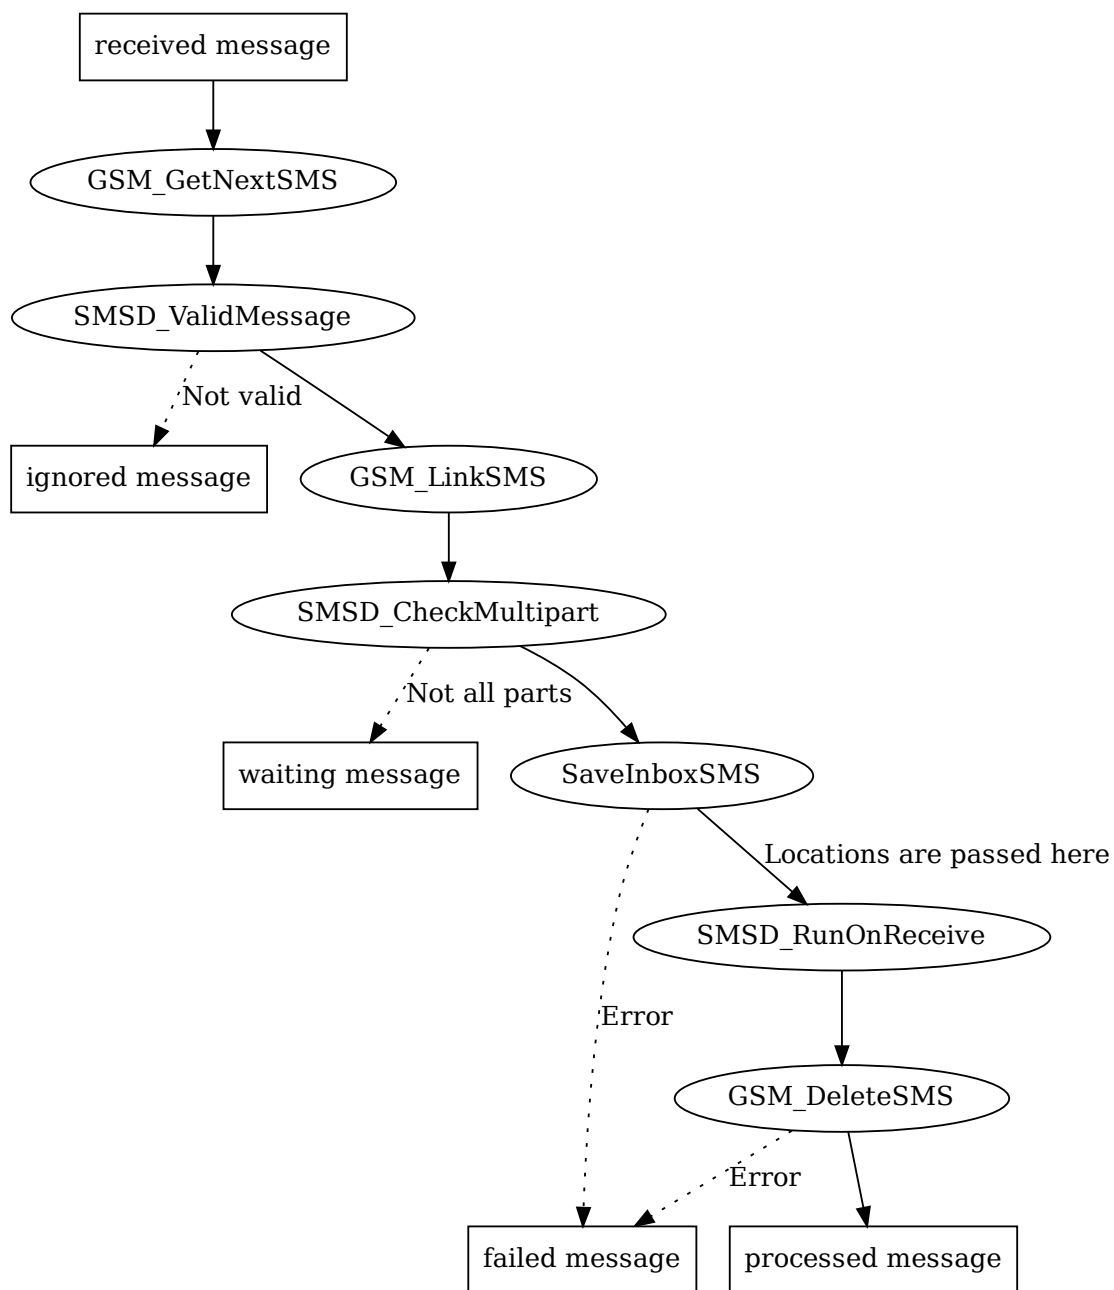 received message
GSM_GetNextSMS
SMSD_ValidMessage
Not valid
ignored message
GSM_LinkSMS
SMSD_CheckMultipart
Not all parts
waiting message
SaveInboxSMS
Locations are passed here
SMSD_RunOnReceive
Error
GSM_DeleteSMS
Error
failed message
processed message